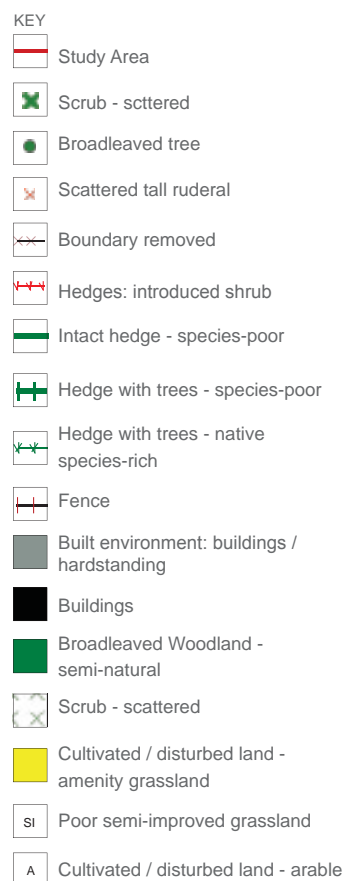 KEY
Study Area
Scrub - scttered
Broadleaved tree
Scattered tall ruderal
Boundary removed
Hedges: introduced shrub
Intact hedge - species-poor
Hedge with trees - species-poor
Hedge with trees - native
species-rich
Fence
Built environment: buildings /
hardstanding
Buildings
Broadleaved Woodland -
semi-natural
Scrub - scattered
Cultivated / disturbed land -
amenity grassland
SI Poor semi-improved grassland
A Cultivated / disturbed land - arable